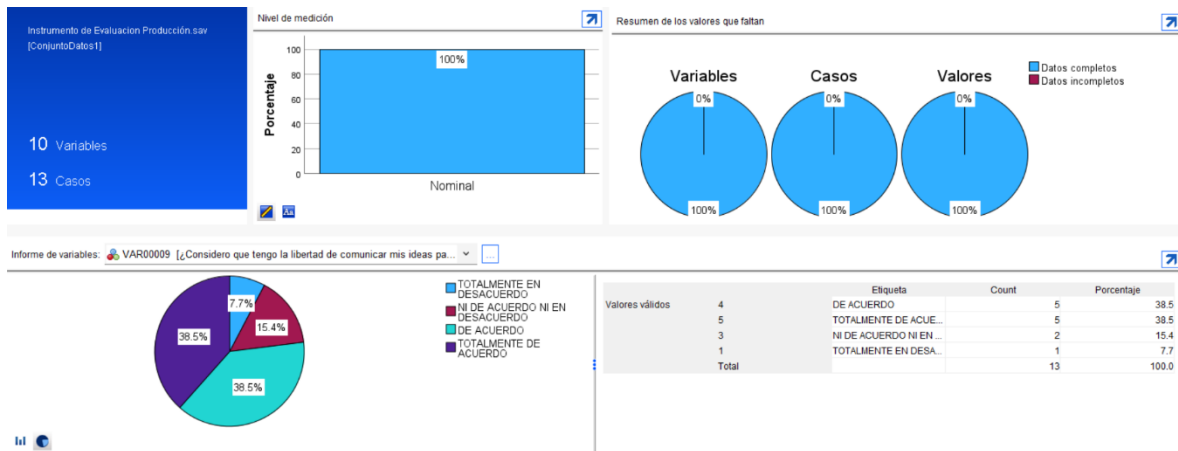 Instrumento de Evaluacion Producción.sav
[ConjuntoDatos1]
10 Variables
13 Casos
Nivel de medición
Porcentaje
100
80
60
40
20
0
100%
Nominal
Resumen de los valores que faltan
Variables
Casos
Valores
0%
0%
0%
100%
100%
100%
Datos completos
Datos incompletos
Informe de variables: VAR00009 [¿Considero que tengo la libertad de comunicar mis ideas pa... ...
7.7%
15.4%
38.5%
38.5%
TOTALMENTE EN
DESACUERDO
NI DE ACUERDO NI EN
DESACUERDO
DE ACUERDO
TOTALMENTE DE
ACUERDO
Etiqueta Count Porcentaje
Valores válidos 4 DE ACUERDO 5 38.5
5 TOTALMENTE DE ACUE... 5 38.5
3 NI DE ACUERDO NI EN ... 2 15.4
1 TOTALMENTE EN DESA... 1 7.7
Total 13 100.0